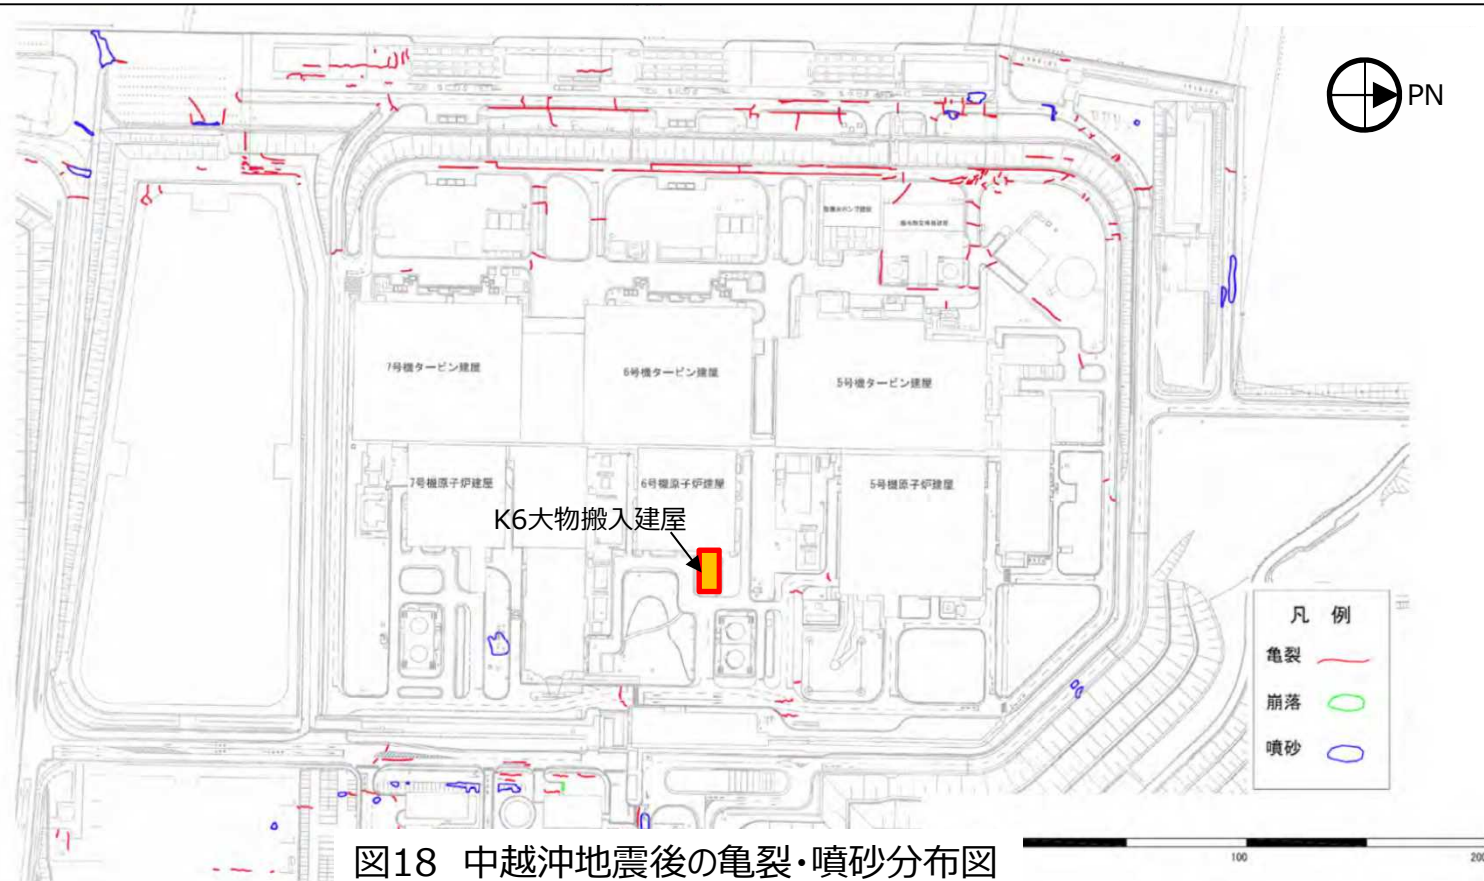 PN
7号機タービン建屋
6号機タービン建屋
5号機タービン建屋
7号機原子炉建屋
6号機原子炉建屋
5号機原子炉建屋
K6大物搬入建屋
凡 例
亀裂
崩落
噴砂
図18 中越沖地震後の亀裂・噴砂分布図
100